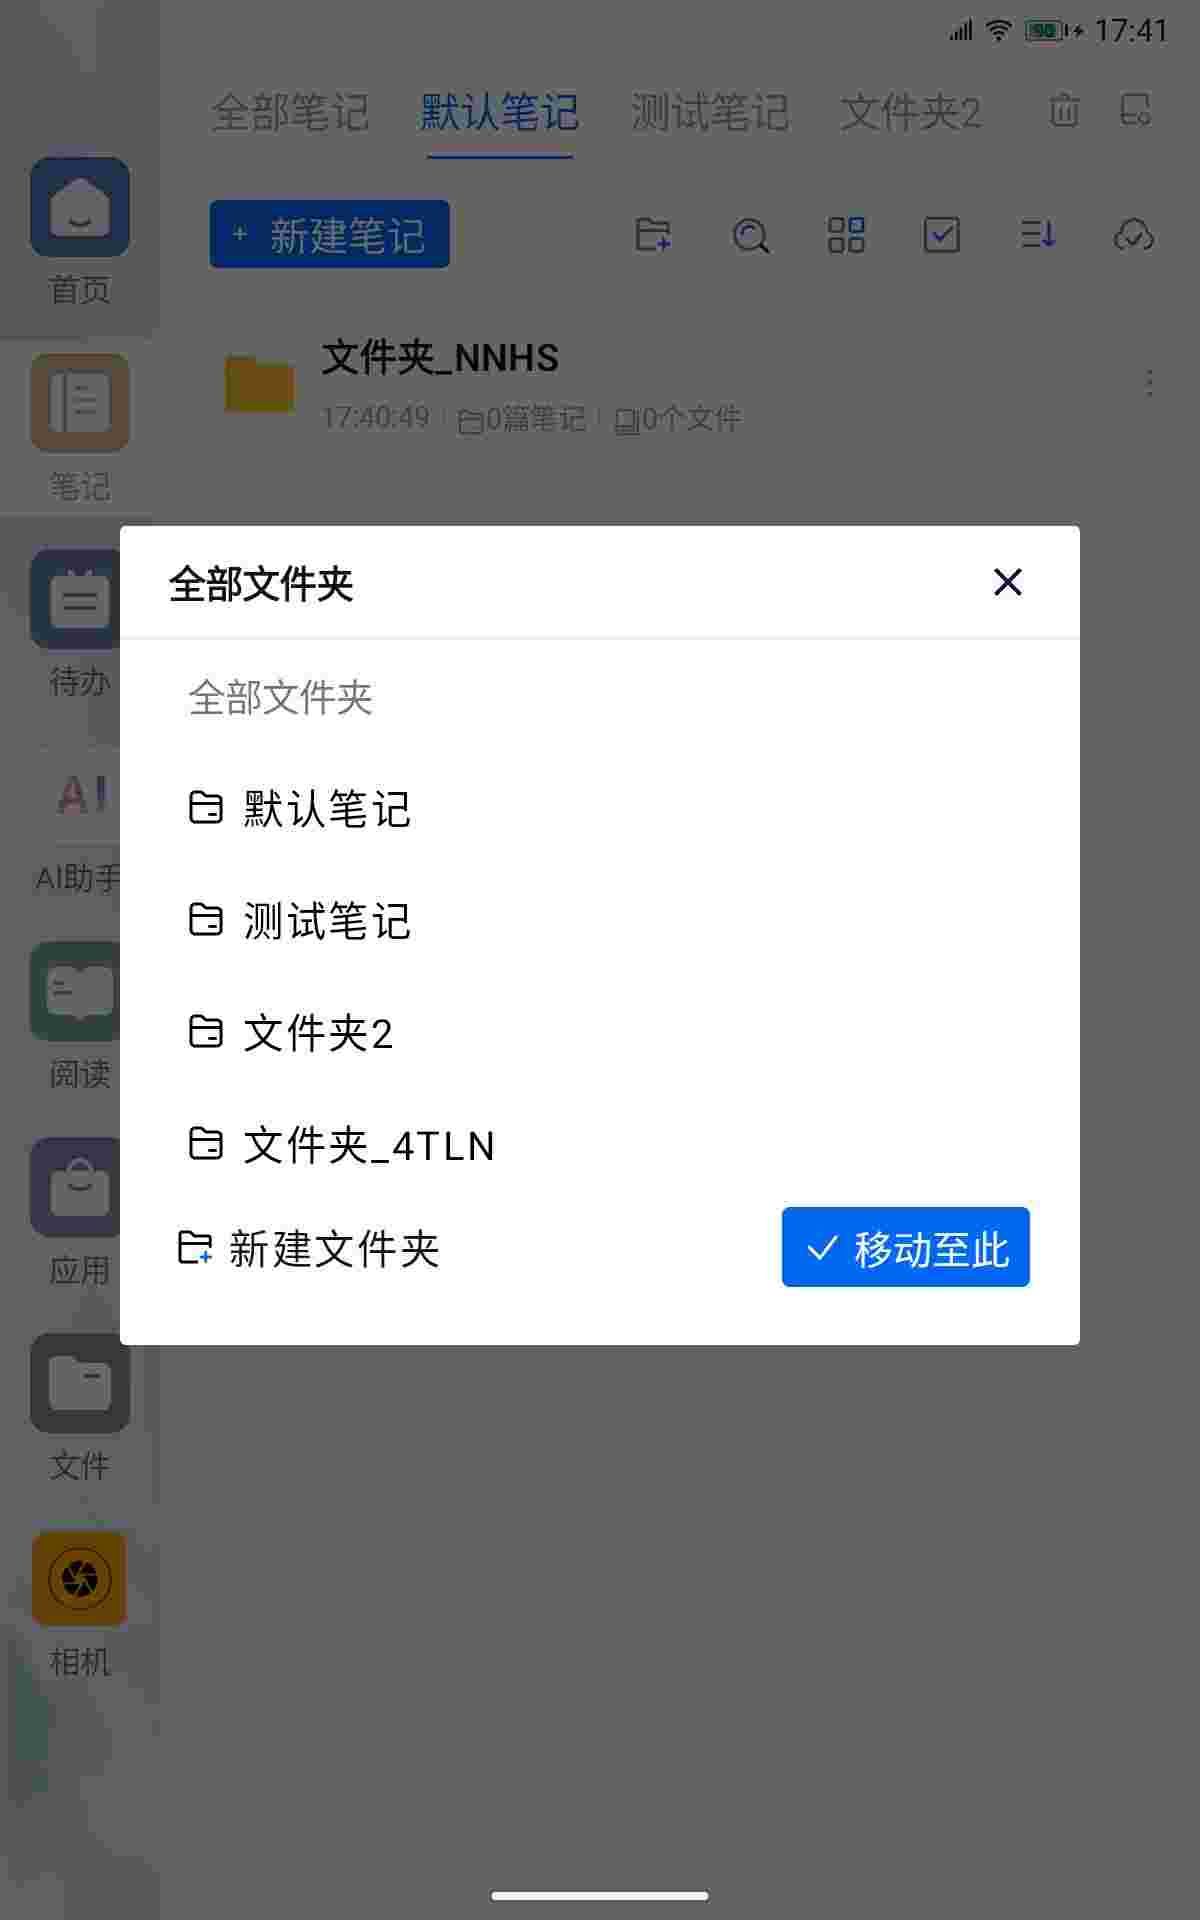 17:41
90
全部笔记 默认笔记 测试笔记 文件夹2
+ 新建笔记
首页
文件夹_NNHS
17:40:49 0篇笔记 0个文件
笔记
全部文件夹
待办
全部文件夹
默认笔记
AI
AI助手
测试笔记
文件夹2
阅读
文件夹_4TLN
新建文件夹 移动至此
应用
文件
相机